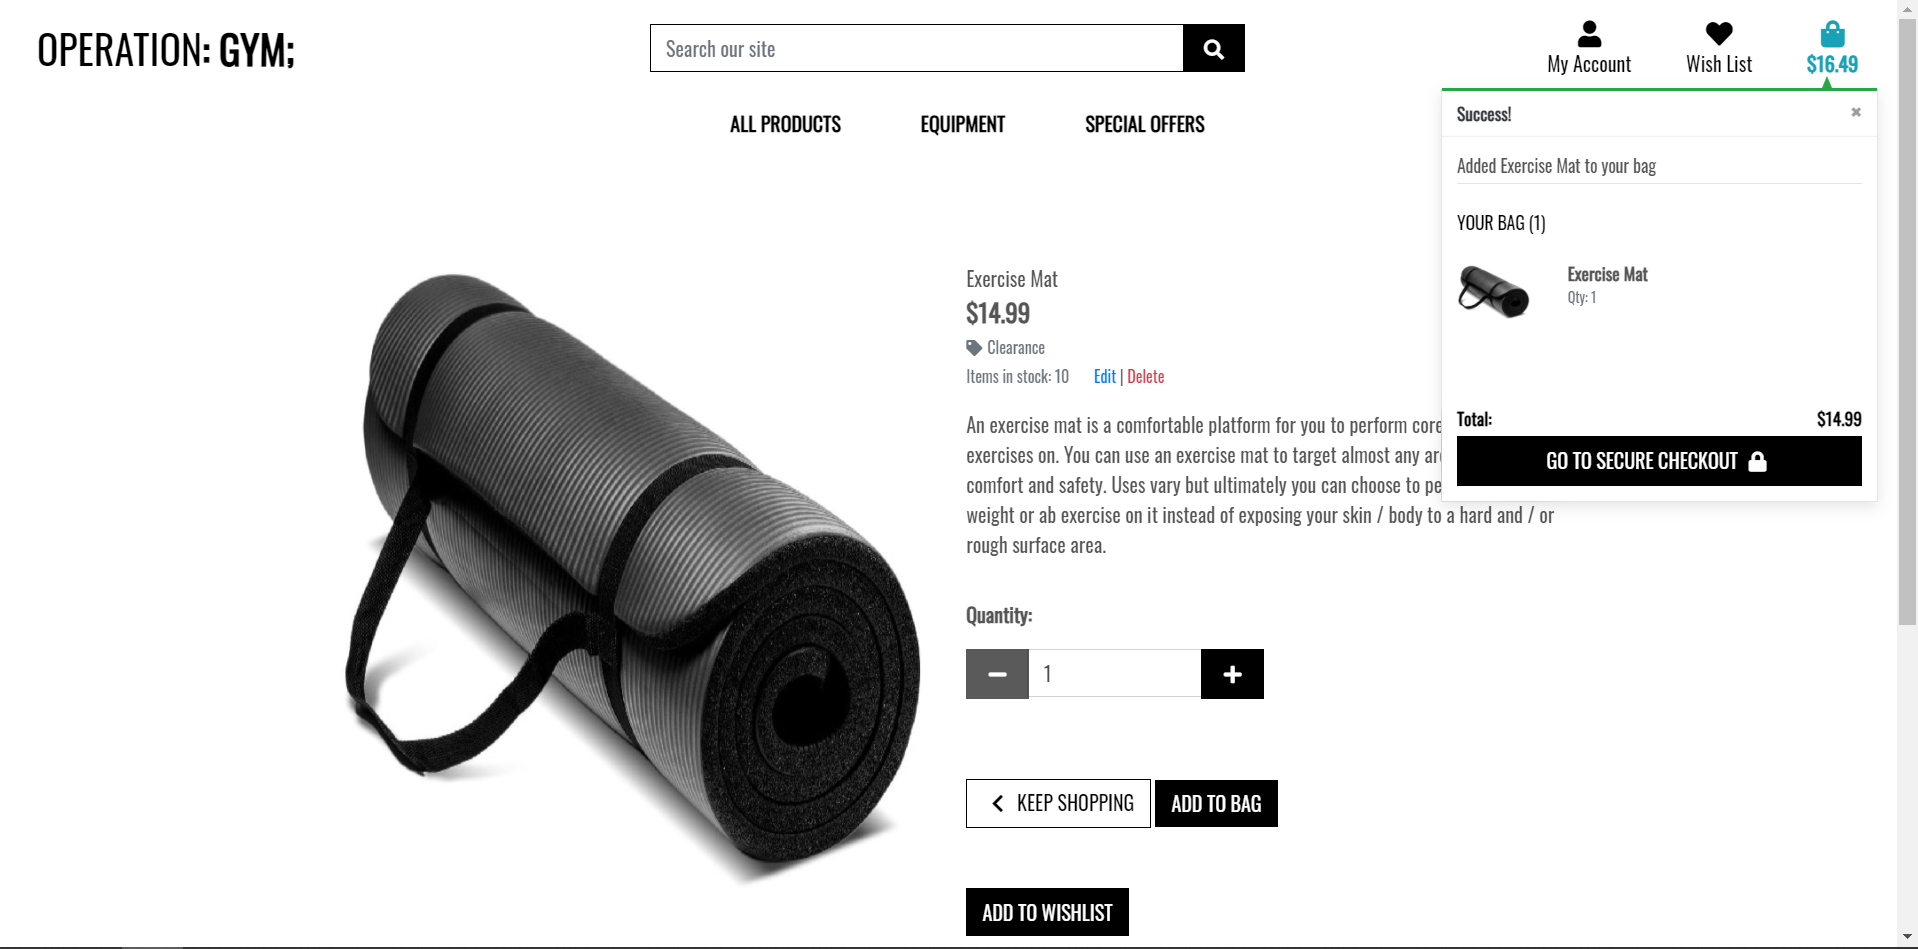 OPERATION: GYM;
Search our site
My Account
Wish List
$16.49
ALL PRODUCTS
EQUIPMENT
SPECIAL OFFERS
Success!
×
Added Exercise Mat to your bag
YOUR BAG (1)
Exercise Mat
Qty: 1
Total:
$14.99
GO TO SECURE CHECKOUT
Exercise Mat
$14.99
Clearance
Items in stock: 10
Edit | Delete
An exercise mat is a comfortable platform for you to perform core
exercises on. You can use an exercise mat to target almost any
comfort and safety. Uses vary but ultimately you can choose to
weight or ab exercise on it instead of exposing your skin / body to a hard and / or
rough surface area.
Quantity:
1
KEEP SHOPPING
ADD TO BAG
ADD TO WISHLIST